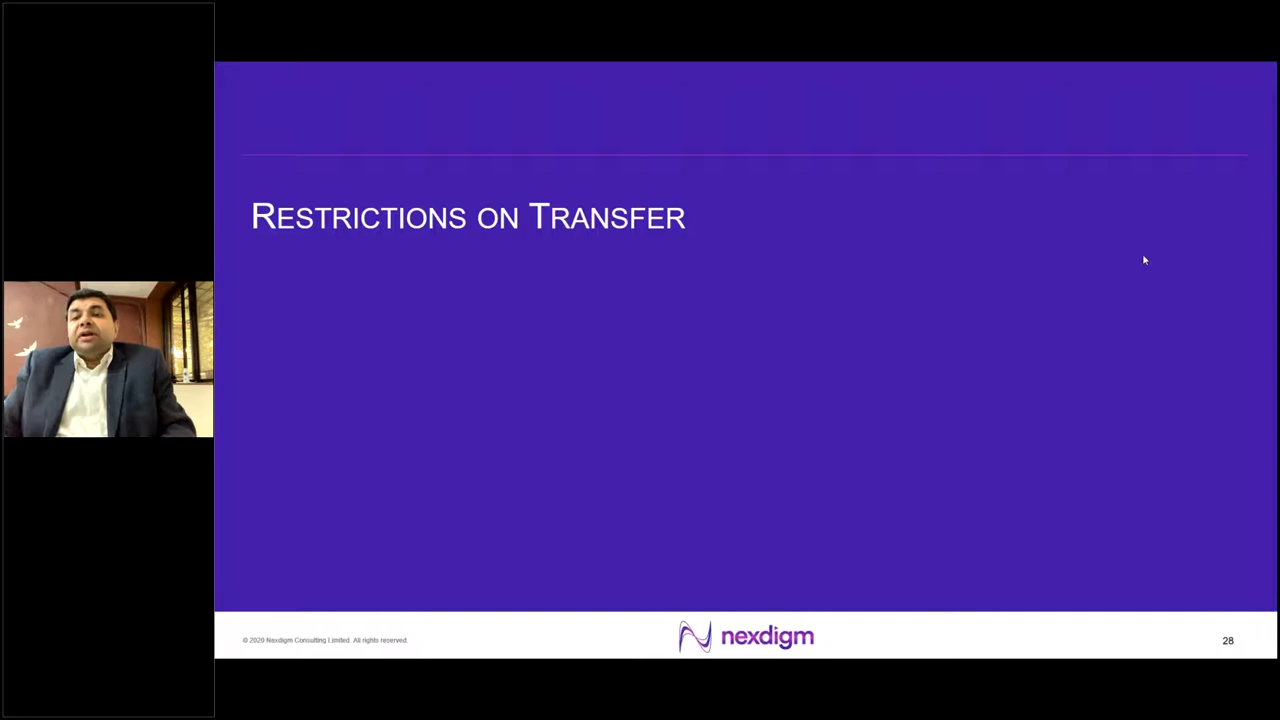 RESTRICTIONS ON TRANSFER
© 2020 Nexdigm Consulting Limited. All rights reserved.
nexdigm
28